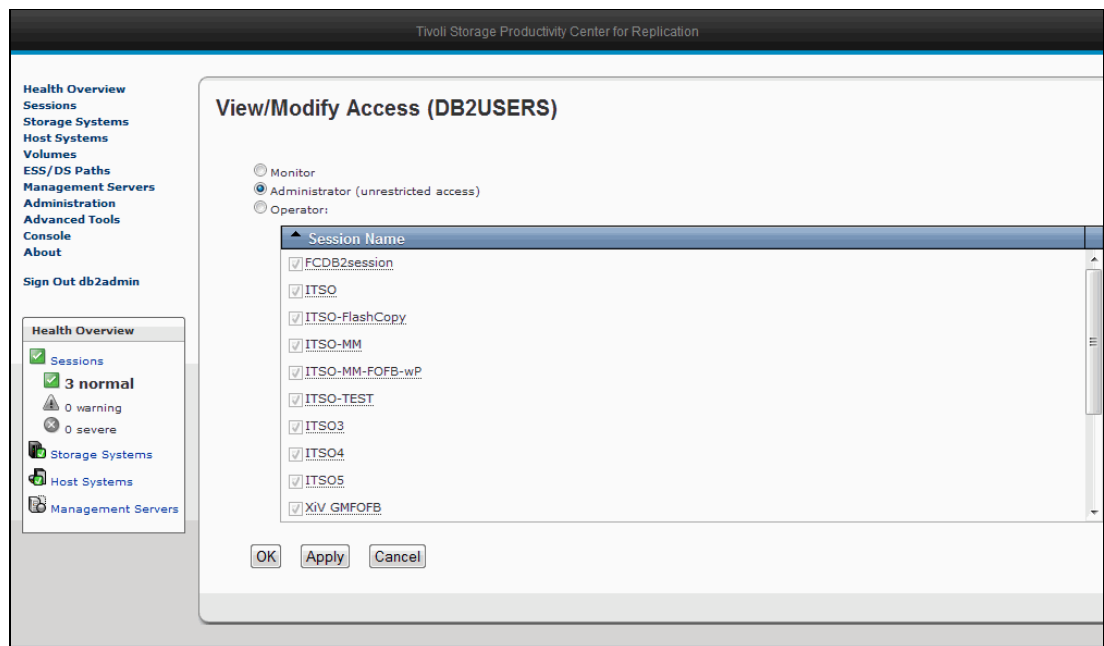 Tivoli Storage Productivity Center for Replication
Health Overview
Sessions
Storage Systems
Host Systems
Volumes
ESS/DS Paths
Management Servers
Administration
Advanced Tools
Console
About
Sign Out db2admin
Health Overview
Sessions
3 normal
0 warning
0 severe
Storage Systems
Host Systems
Management Servers
View/Modify Access (DB2USERS)
Monitor
Administrator (unrestricted access)
Operator:
Session Name
FCDB2session
ITSO
ITSO-FlashCopy
ITSO-MM
ITSO-MM-FOFB-wP
ITSO-TEST
ITSO3
ITSO4
ITSO5
XiV GMFOFB
OK Apply Cancel